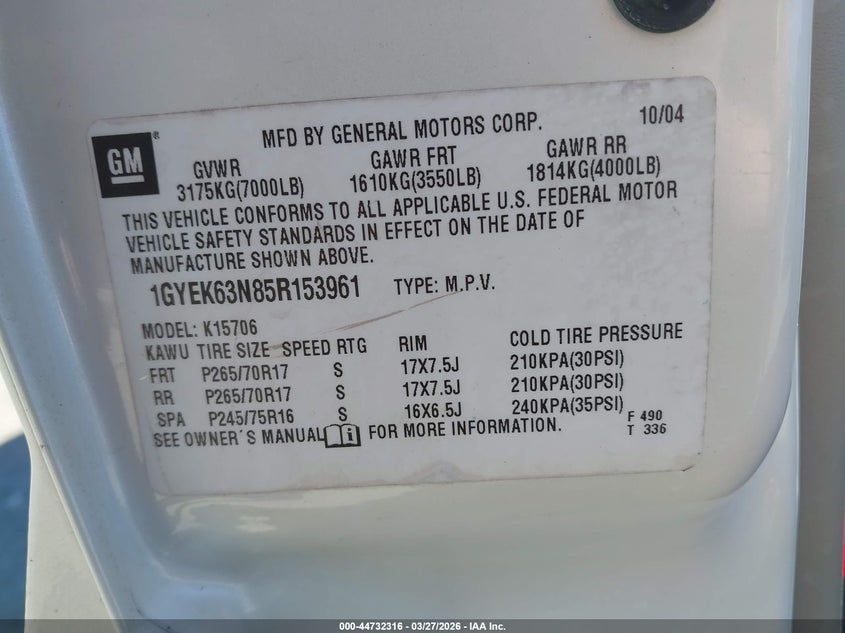 MFD BY GENERAL MOTORS CORP. 10/04
GM®
GVWR GAWR FRT GAWR RR
3175KG(7000LB) 1610KG(3550LB) 1814KG(4000LB)
THIS VEHICLE CONFORMS TO ALL APPLICABLE U.S. FEDERAL MOTOR
VEHICLE SAFETY STANDARDS IN EFFECT ON THE DATE OF
MANUFACTURE SHOWN ABOVE.
1GYEK63N85R153961 TYPE: M.P.V.
MODEL: K15706
KAWU TIRE SIZE SPEED RTG RIM COLD TIRE PRESSURE
FRT P265/70R17 S 17X7.5J 210KPA(30PSI)
RR P265/70R17 S 17X7.5J 210KPA(30PSI)
SPA P245/75R16 S 16X6.5J 240KPA(35PSI)
SEE OWNER'S MANUAL i FOR MORE INFORMATION.
F 490
T 336
000-44732316 | 03/27/2026 - IAA Inc.